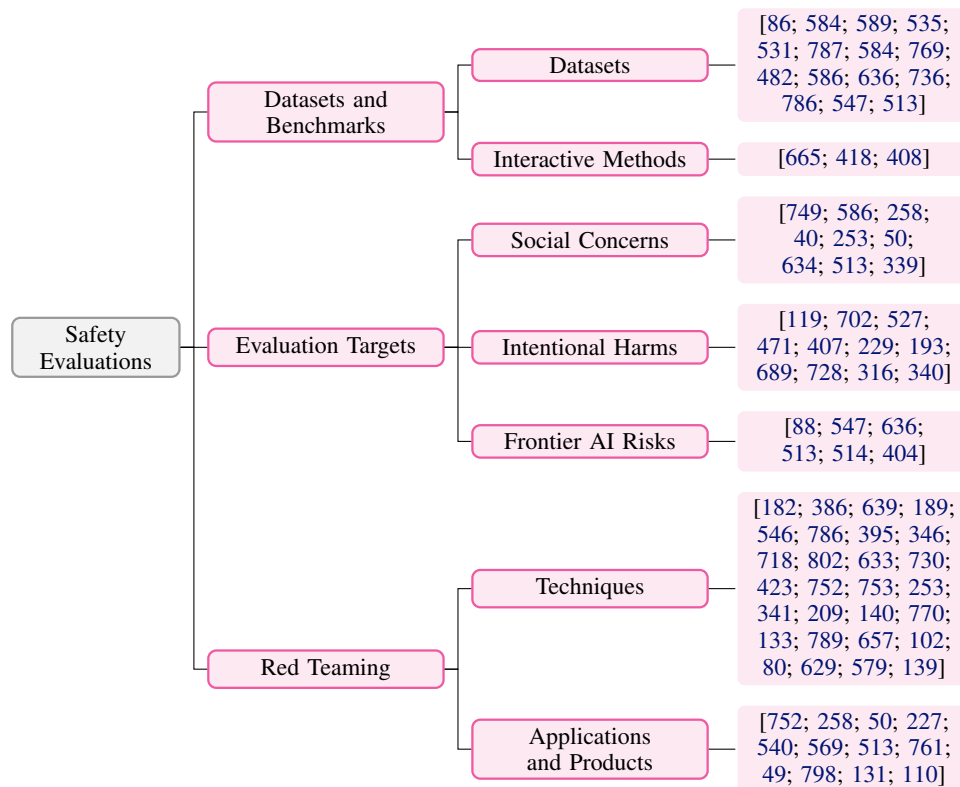 Safety
Evaluations
Datasets and
Benchmarks
Datasets
[86; 584; 589; 535;
531; 787; 584; 769;
482; 586; 636; 736;
786; 547; 513]
Interactive Methods
[665; 418; 408]
Evaluation Targets
Social Concerns
[749; 586; 258;
40; 253; 50;
634; 513; 339]
Intentional Harms
[119; 702; 527;
471; 407; 229; 193;
689; 728; 316; 340]
Frontier AI Risks
[88; 547; 636;
513; 514; 404]
Red Teaming
Techniques
[182; 386; 639; 189;
546; 786; 395; 346;
718; 802; 633; 730;
423; 752; 753; 253;
341; 209; 140; 770;
133; 789; 657; 102;
80; 629; 579; 139]
Applications
and Products
[752; 258; 50; 227;
540; 569; 513; 761;
49; 798; 131; 110]